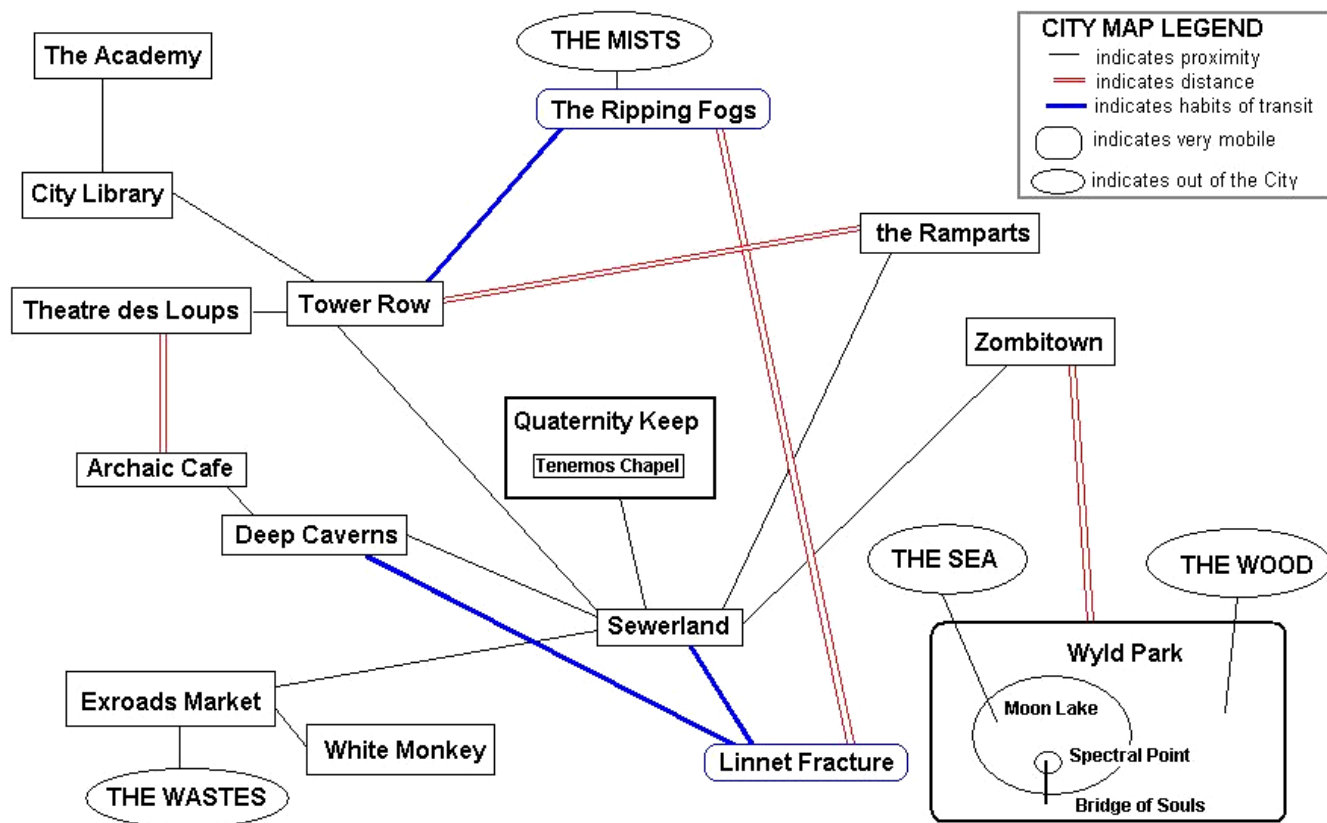 THE MISTS
CITY MAP LEGEND
indicates proximity
indicates distance
indicates habits of transit
indicates very mobile
indicates out of the City
The Academy
The Ripping Fogs
City Library
the Ramparts
Theatre des Loups
Tower Row
Zombitown
Quaternity Keep
Tenemos Chapel
Archaic Cafe
Deep Caverns
THE SEA
THE WOOD
Sewerland
Wyld Park
Exroads Market
Moon Lake
White Monkey
Linnet Fracture
Spectral Point
THE WASTES
Bridge of Souls